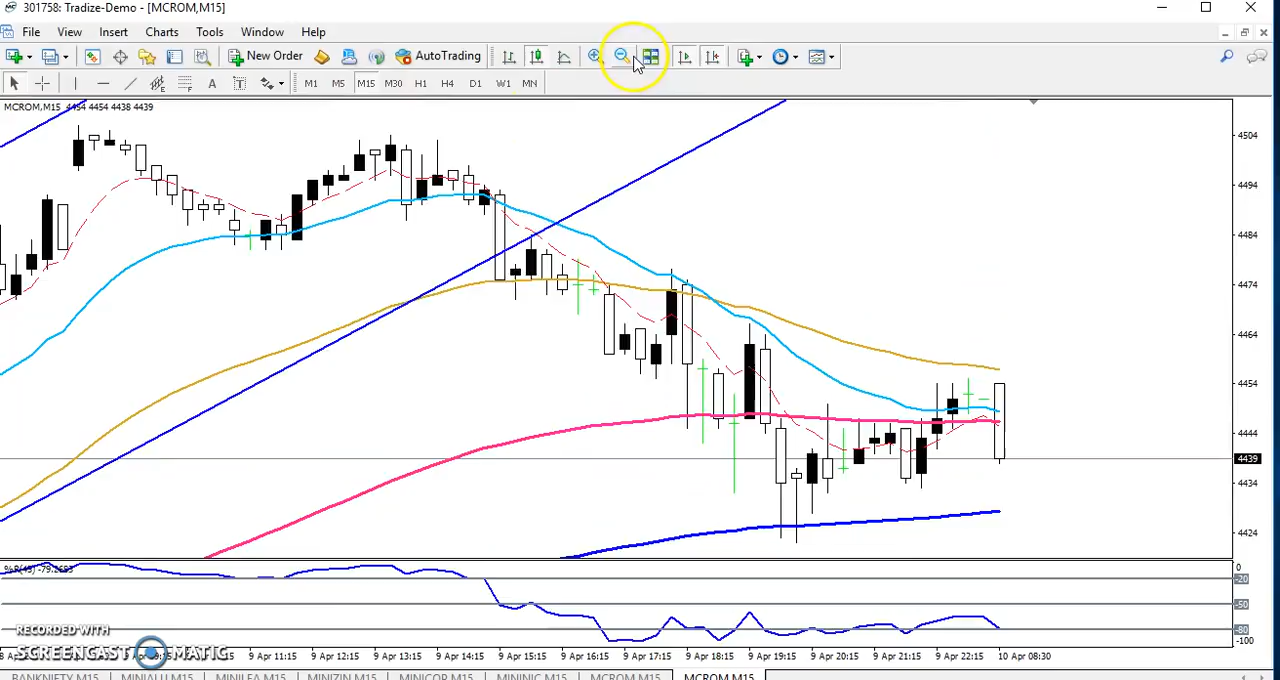 301758: Tradize-Demo - [MCROM,M15]
File View Insert Charts Tools Window Help
New Order AutoTrading
A T M1 M5 M15 M30 H1 H4 D1 W1 MN
MCROM,M15 4454 4454 4438 4439
4504
4494
4484
4474
4464
4454
4444
4439
4434
4424
%R(45) -79.2683
0
-20
-50
-80
-100
RECORDED WITH
SCREENCAST MATIC
9 Apr 11:15 9 Apr 12:15 9 Apr 13:15 9 Apr 14:15 9 Apr 15:15 9 Apr 16:15 9 Apr 17:15 9 Apr 18:15 9 Apr 19:15 9 Apr 20:15 9 Apr 21:15 9 Apr 22:15 10 Apr 08:30
BANKNIFTY,M15 MINIALU,M15 MINILEA,M15 MINIZIN,M15 MINICOP,M15 MININIC,M15 MCROM,M15 MCROM,M15